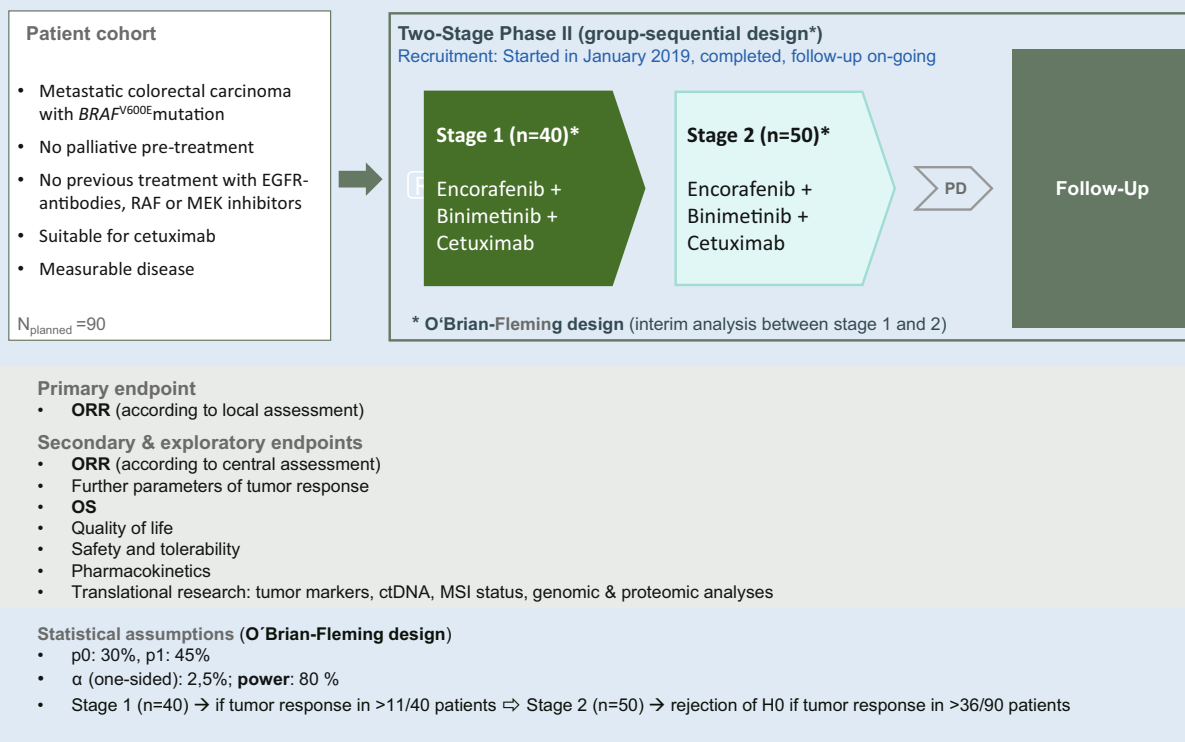 Patient cohort
• Metastatic colorectal carcinoma
with BRAFV600Emutation
• No palliative pre-treatment
• No previous treatment with EGFR-
antibodies, RAF or MEK inhibitors
• Suitable for cetuximab
• Measurable disease
Nplanned =90
Two-Stage Phase II (group-sequential design*)
Recruitment: Started in January 2019, completed, follow-up on-going
Stage 1 (n=40)*
Encorafenib +
Binimetinib +
Cetuximab
Stage 2 (n=50)*
Encorafenib +
Binimetinib +
Cetuximab
PD
Follow-Up
* O‘Brian-Fleming design (interim analysis between stage 1 and 2)
Primary endpoint
• ORR (according to local assessment)
Secondary & exploratory endpoints
• ORR (according to central assessment)
• Further parameters of tumor response
• OS
• Quality of life
• Safety and tolerability
• Pharmacokinetics
• Translational research: tumor markers, ctDNA, MSI status, genomic & proteomic analyses
Statistical assumptions (O´Brian-Fleming design)
• p0: 30%, p1: 45%
• α (one-sided): 2,5%; power: 80 %
• Stage 1 (n=40) → if tumor response in >11/40 patients ⇨ Stage 2 (n=50) → rejection of H0 if tumor response in >36/90 patients